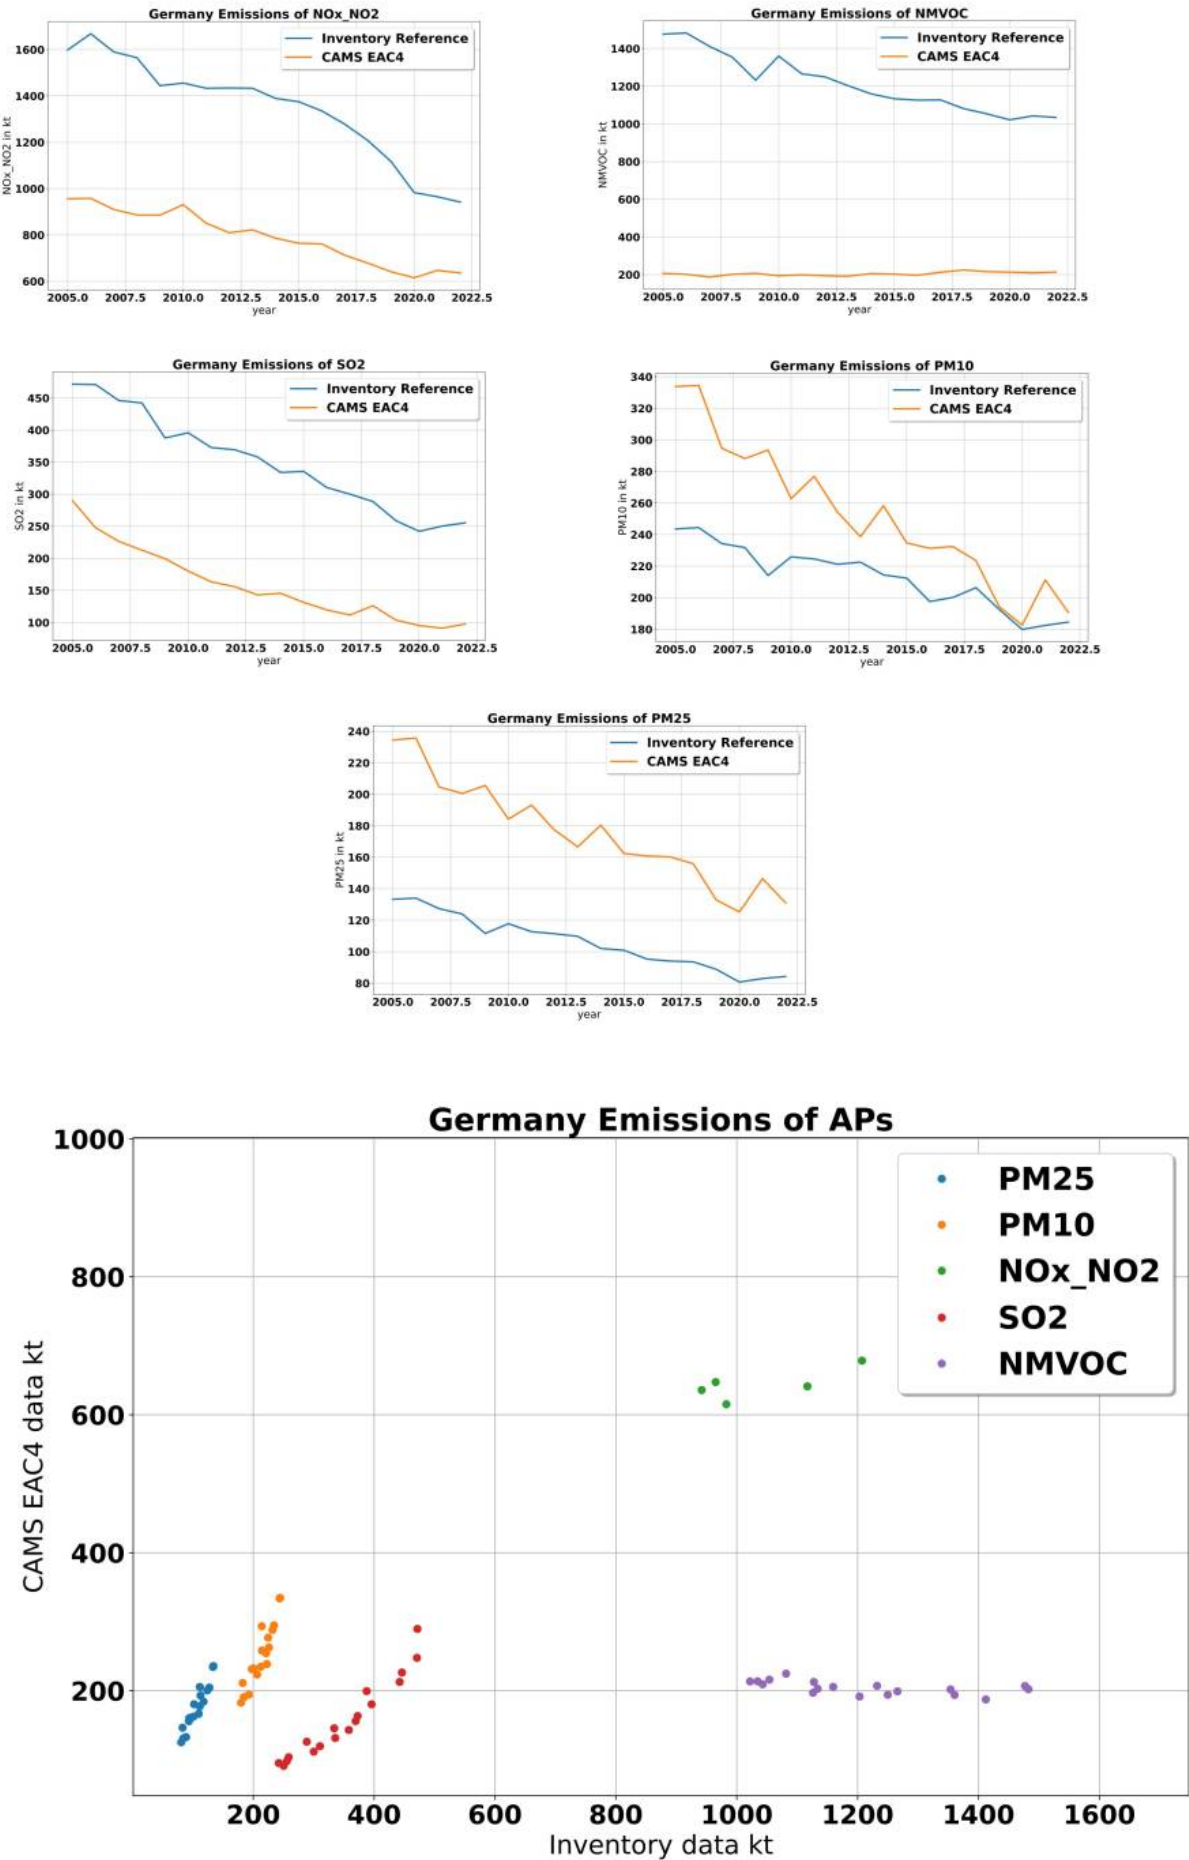 Germany Emissions of NOx_NO2
Inventory Reference
CAMS EAC4
1600
1400
1200
1000
800
600
NOx_NO2 in kt
2005.0 2007.5 2010.0 2012.5 2015.0 2017.5 2020.0 2022.5
year
Germany Emissions of NMVOC
Inventory Reference
CAMS EAC4
1400
1200
1000
800
600
400
200
NMVOC in kt
2005.0 2007.5 2010.0 2012.5 2015.0 2017.5 2020.0 2022.5
year
Germany Emissions of SO2
Inventory Reference
CAMS EAC4
450
400
350
300
250
200
150
100
SO2 in kt
2005.0 2007.5 2010.0 2012.5 2015.0 2017.5 2020.0 2022.5
year
Germany Emissions of PM10
Inventory Reference
CAMS EAC4
340
320
300
280
260
240
220
200
180
PM10 in kt
2005.0 2007.5 2010.0 2012.5 2015.0 2017.5 2020.0 2022.5
year
Germany Emissions of PM25
Inventory Reference
CAMS EAC4
240
220
200
180
160
140
120
100
80
PM25 in kt
2005.0 2007.5 2010.0 2012.5 2015.0 2017.5 2020.0 2022.5
year
Germany Emissions of APs
PM25
PM10
NOx_NO2
SO2
NMVOC
1000
800
600
400
200
CAMS EAC4 data kt
200 400 600 800 1000 1200 1400 1600
Inventory data kt